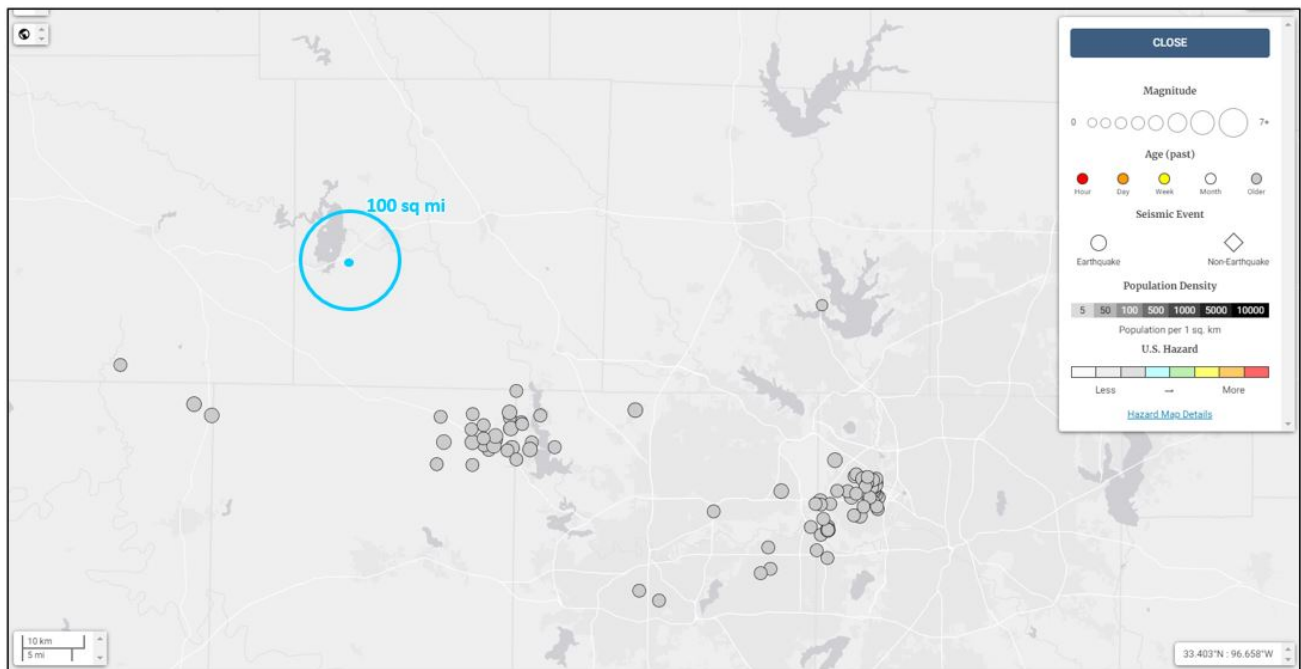 CLOSE
Magnitude
0 7+
Age (past)
Hour Day Week Month Older
Seismic Event
Earthquake Non-Earthquake
Population Density
5 50 100 500 1000 5000 10000
Population per 1 sq. km
U.S. Hazard
Less → More
Hazard Map Details
100 sq mi
10 km
5 mi
33.403°N : 96.658°W